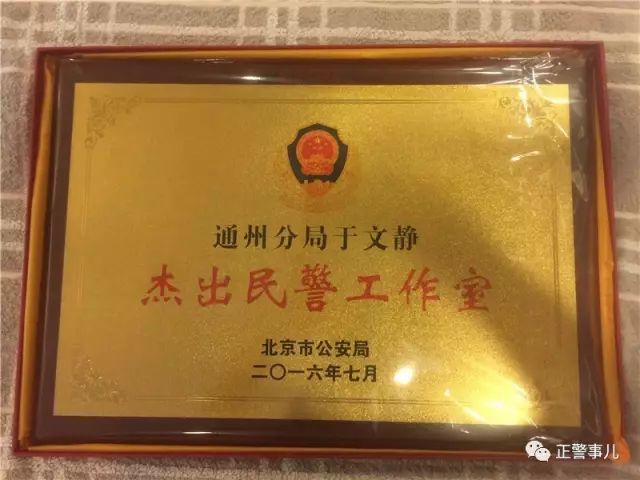 通州分局于文静
杰出民警工作室
北京市公安局
二〇一六年七月
正警事儿